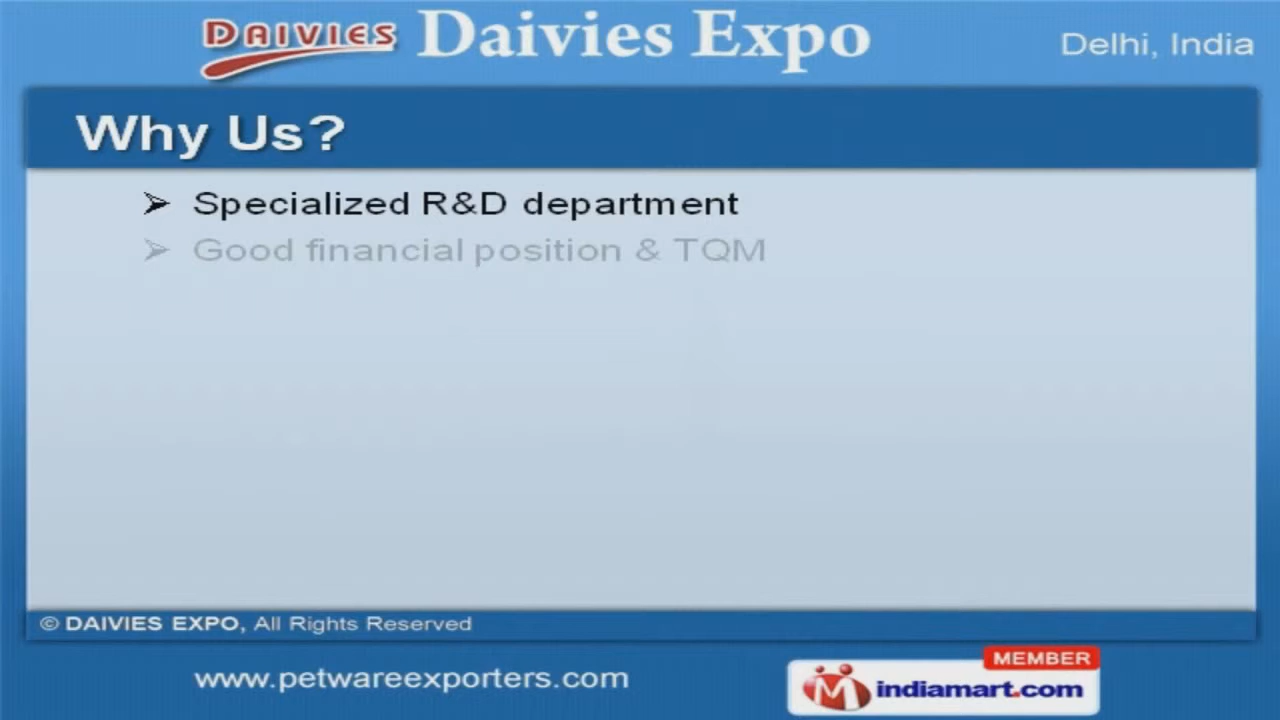 DAIVIES
Daivies Expo
Delhi, India
Why Us?
➢ Specialized R&D department
➢ Good financial position & TQM
© DAIVIES EXPO, All Rights Reserved
www.petwareexporters.com
MEMBER
indiamart.com